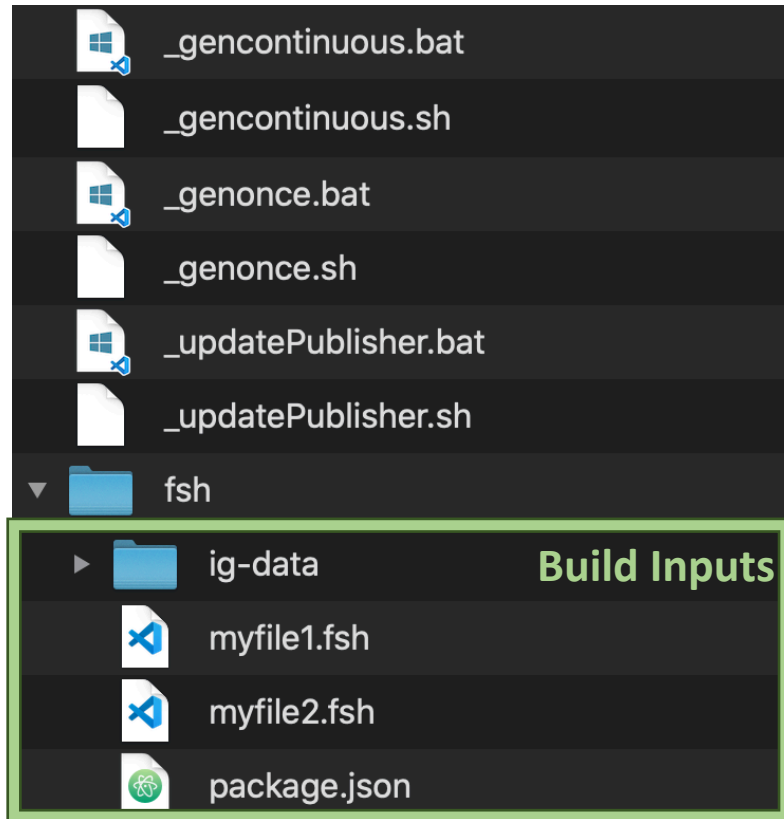 _gencontinuous.bat
_gencontinuous.sh
_genonce.bat
_genonce.sh
_updatePublisher.bat
_updatePublisher.sh
fsh
ig-data Build Inputs
myfile1.fsh
myfile2.fsh
package.json